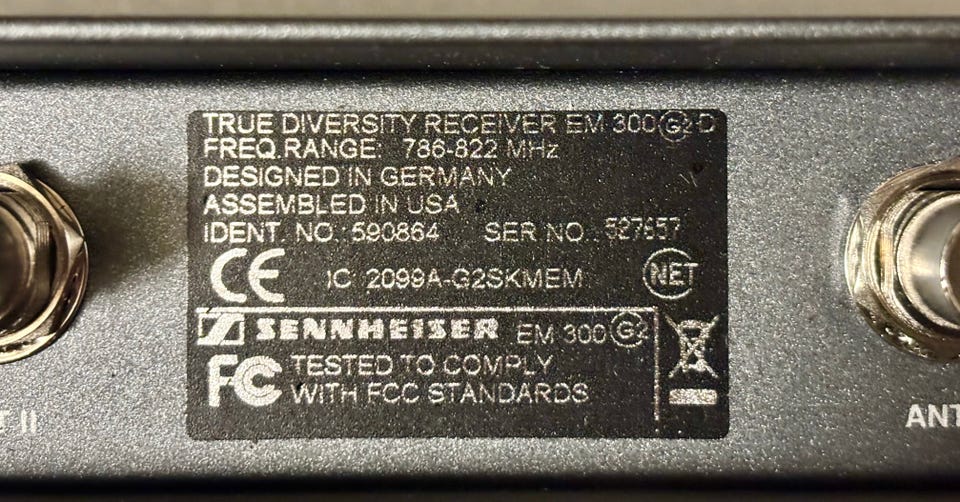 TRUE DIVERSITY RECEIVER EM 300 G2 D
FREQ.RANGE: 786-822 MHz
DESIGNED IN GERMANY
ASSEMBLED IN USA
IDENT. NO.: 590864 SER NO.
CE IC 2099A-G2SKMEM NET
SENNHEISER EM 300 G2
FC TESTED TO COMPLY
WITH FCC STANDARDS
II
ANT